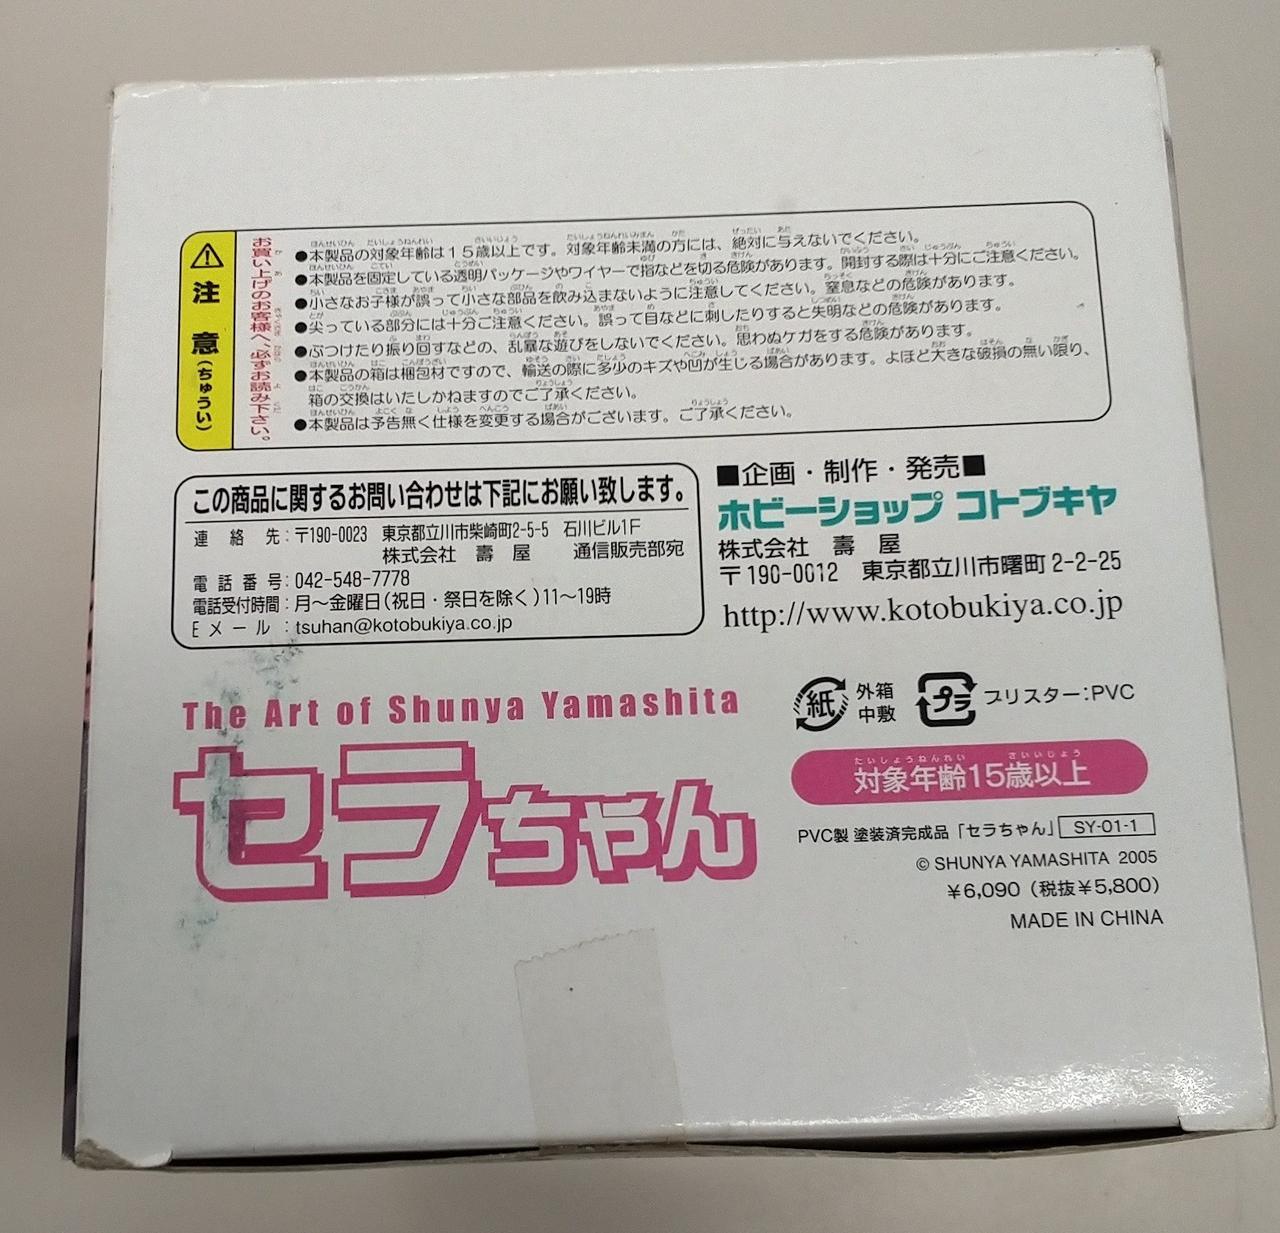 注意(ちゅうい)
お買い上げのお客様へ、必ずお読み下さい。
●本製品の対象年齢は15歳以上です。対象年齢未満の方には、絶対に与えないでください。
●本製品を固定している透明パッケージやワイヤーで指などを切る危険があります。開封する際は十分にご注意ください。
●小さなお子様が誤って小さな部品を飲み込まないように注意してください。窒息などの危険があります。
●尖っている部分には十分ご注意ください。誤って目などに刺したりすると失明などの危険があります。
●ぶつけたり振り回すなどの、乱暴な遊びをしないでください。思わぬケガをする危険があります。
●本製品の箱は梱包材ですので、輸送の際に多少のキズや凹が生じる場合があります。よほど大きな破損の無い限り、
箱の交換はいたしかねますのでご了承ください。
●本製品は予告無く仕様を変更する場合がございます。ご了承ください。
この商品に関するお問い合わせは下記にお願い致します。
連絡先:〒190-0023 東京都立川市柴崎町2-5-5 石川ビル1F
株式会社 壽屋 通信販売部宛
電話番号:042-548-7778
電話受付時間:月～金曜日(祝日・祭日を除く)11～19時
Eメール:tsuhan@kotobukiya.co.jp
■企画・制作・発売■
ホビーショップ コトブキヤ
株式会社 壽屋
〒190-0012 東京都立川市曙町2-2-25
http://www.kotobukiya.co.jp
The Art of Shunya Yamashita
セラちゃん
紙 外箱
中敷
プラ ブリスター:PVC
対象年齢15歳以上
PVC製 塗装済完成品「セラちゃん」 SY-01-1
© SHUNYA YAMASHITA 2005
¥6,090(税抜¥5,800)
MADE IN CHINA